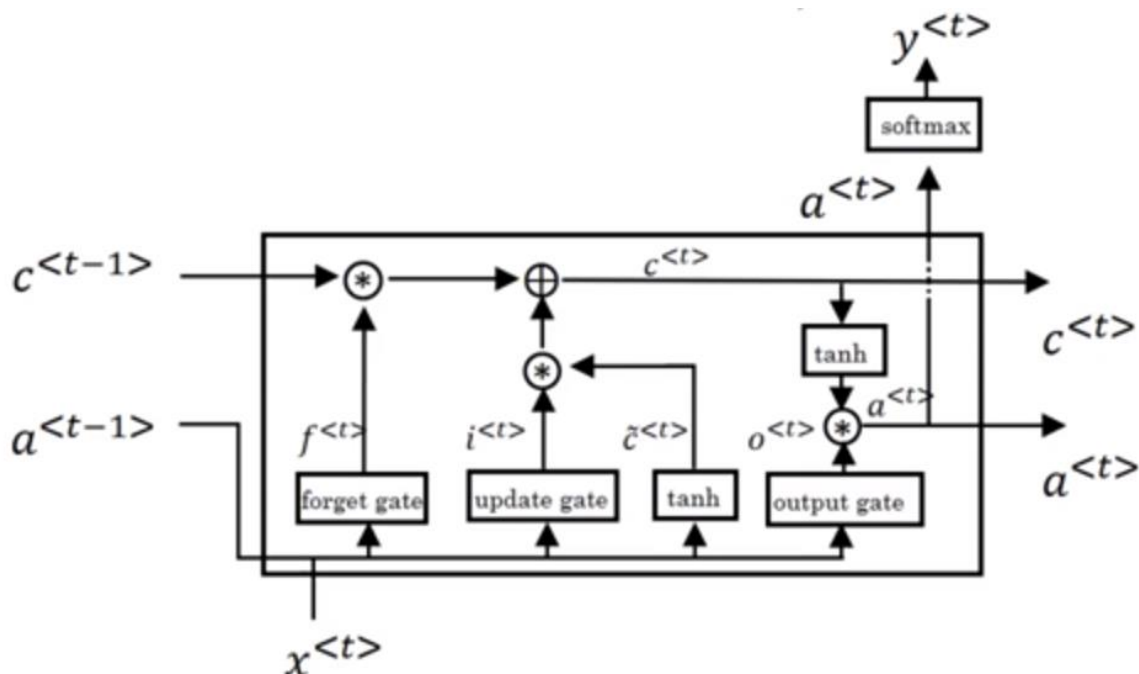 y<t>
softmax
a<t>
c<t-1>
c<t>
c<t>
tanh
a<t-1>
f<t>
i<t>
c̃<t>
o<t>
a<t>
a<t>
forget gate
update gate
tanh
output gate
x<t>